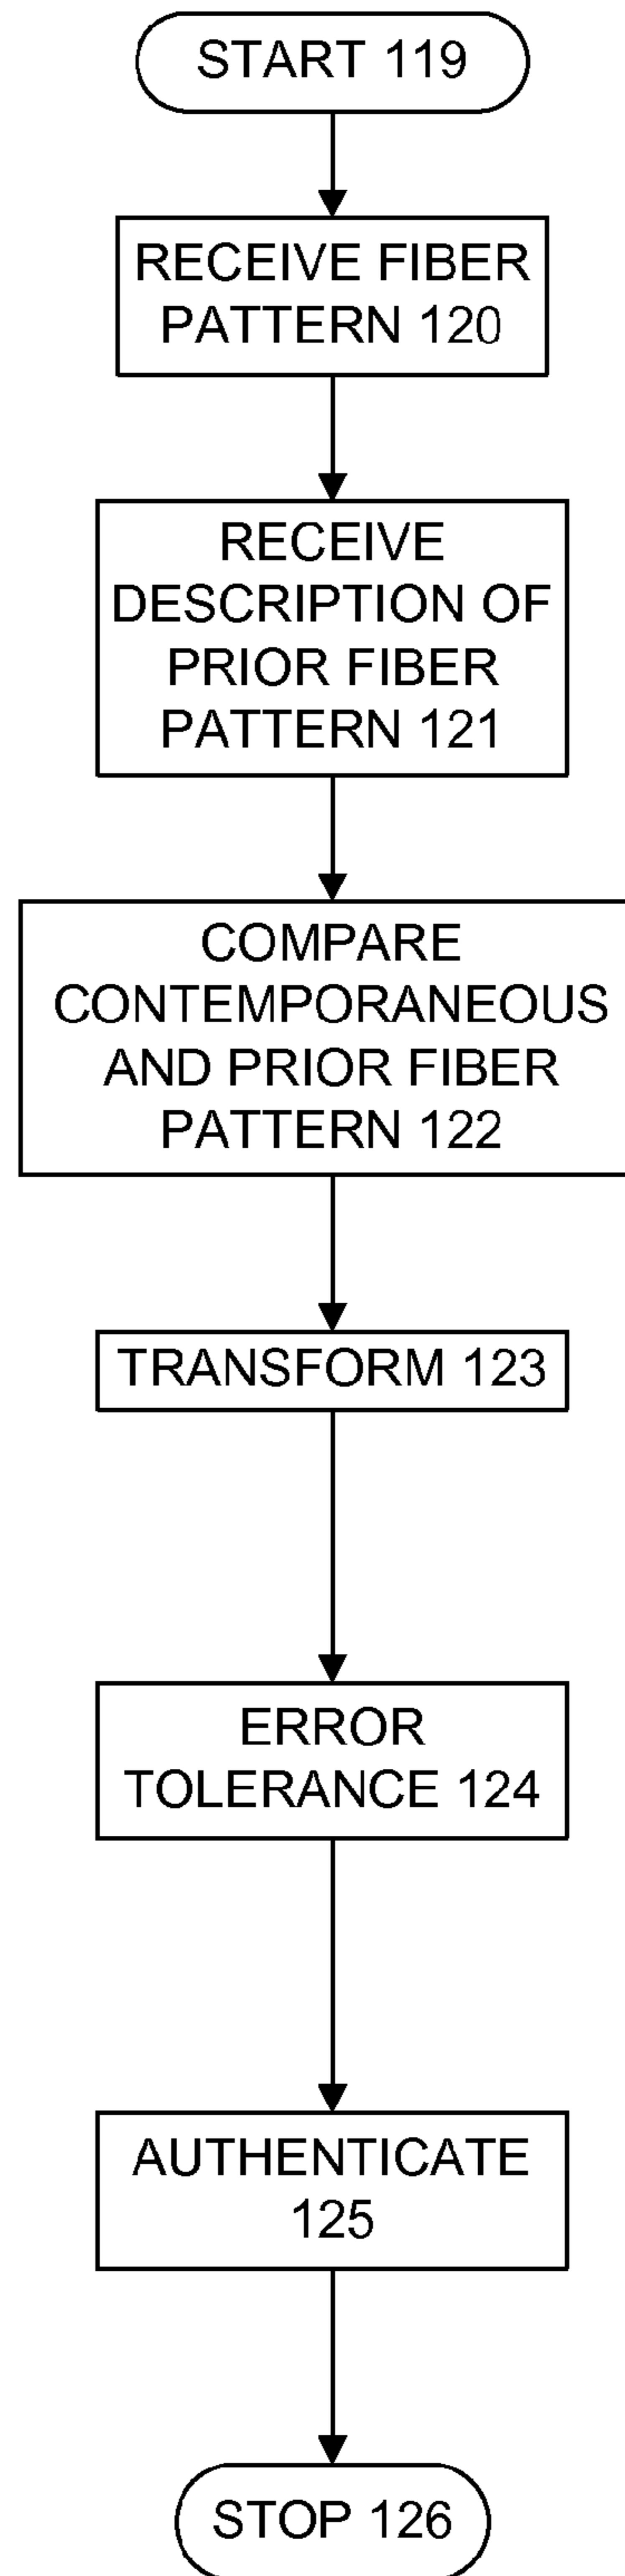 START 119
RECEIVE FIBER
PATTERN 120
RECEIVE
DESCRIPTION OF
PRIOR FIBER
PATTERN 121
COMPARE
CONTEMPORANEOUS
AND PRIOR FIBER
PATTERN 122
TRANSFORM 123
ERROR
TOLERANCE 124
AUTHENTICATE
125
STOP 126